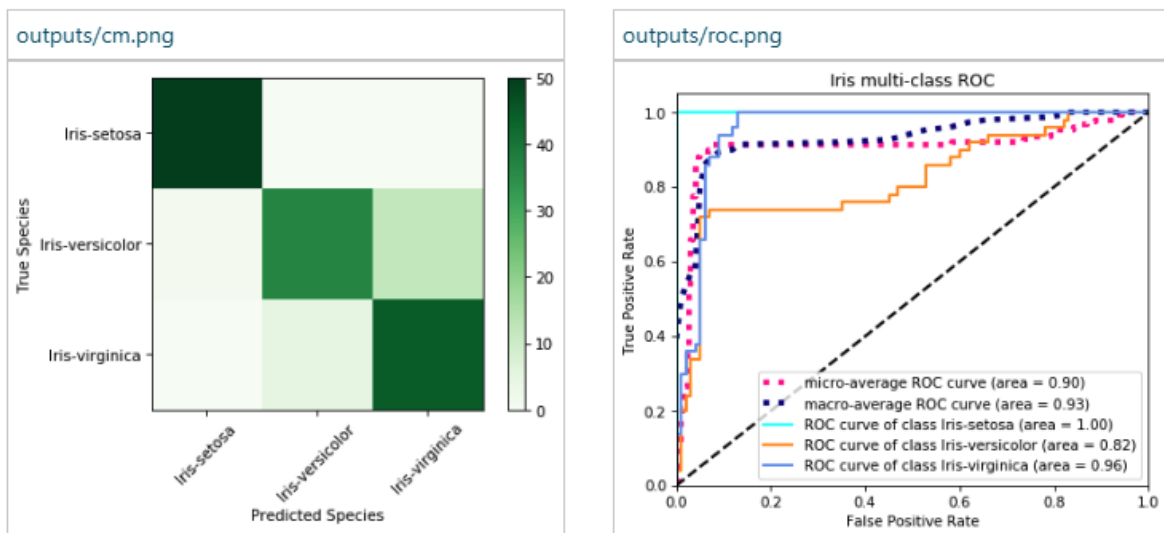 outputs/cm.png
Iris-setosa
Iris-versicolor
Iris-virginica
True Species
Iris-setosa
Iris-versicolor
Iris-virginica
Predicted Species
50
40
30
20
10
0
outputs/roc.png
Iris multi-class ROC
1.0
0.8
0.6
0.4
0.2
0.0
True Positive Rate
micro-average ROC curve (area = 0.90)
macro-average ROC curve (area = 0.93)
ROC curve of class Iris-setosa (area = 1.00)
ROC curve of class Iris-versicolor (area = 0.82)
ROC curve of class Iris-virginica (area = 0.96)
0.0 0.2 0.4 0.6 0.8 1.0
False Positive Rate